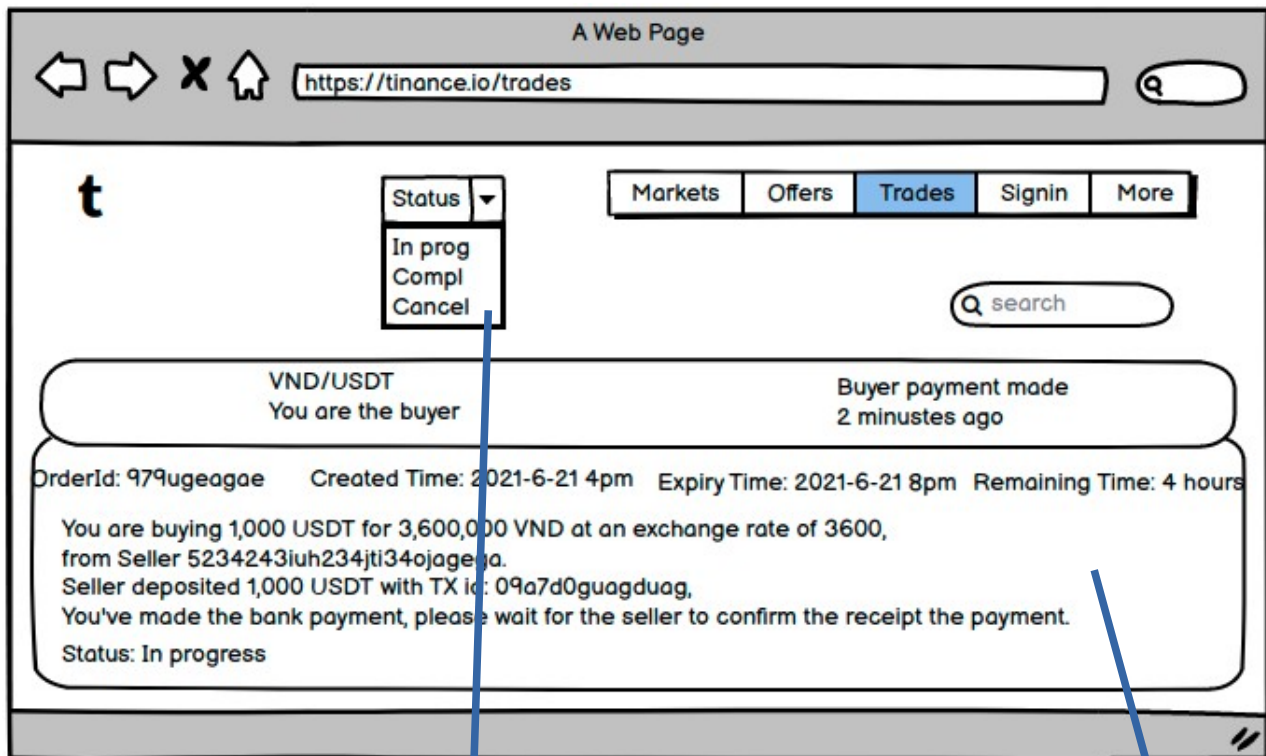 A Web Page
https://tinance.io/trades
t
Status
Markets Offers Trades Signin More
In prog
Compl
Cancel
search
VND/USDT
You are the buyer
Buyer payment made
2 minustes ago
OrderId: 979ugeagae Created Time: 2021-6-21 4pm Expiry Time: 2021-6-21 8pm Remaining Time: 4 hours
You are buying 1,000 USDT for 3,600,000 VND at an exchange rate of 3600,
from Seller 5234243iuh234jti34ojagega.
Seller deposited 1,000 USDT with TX id: 09a7d0guagduag,
You've made the bank payment, please wait for the seller to confirm the receipt the payment.
Status: In progress